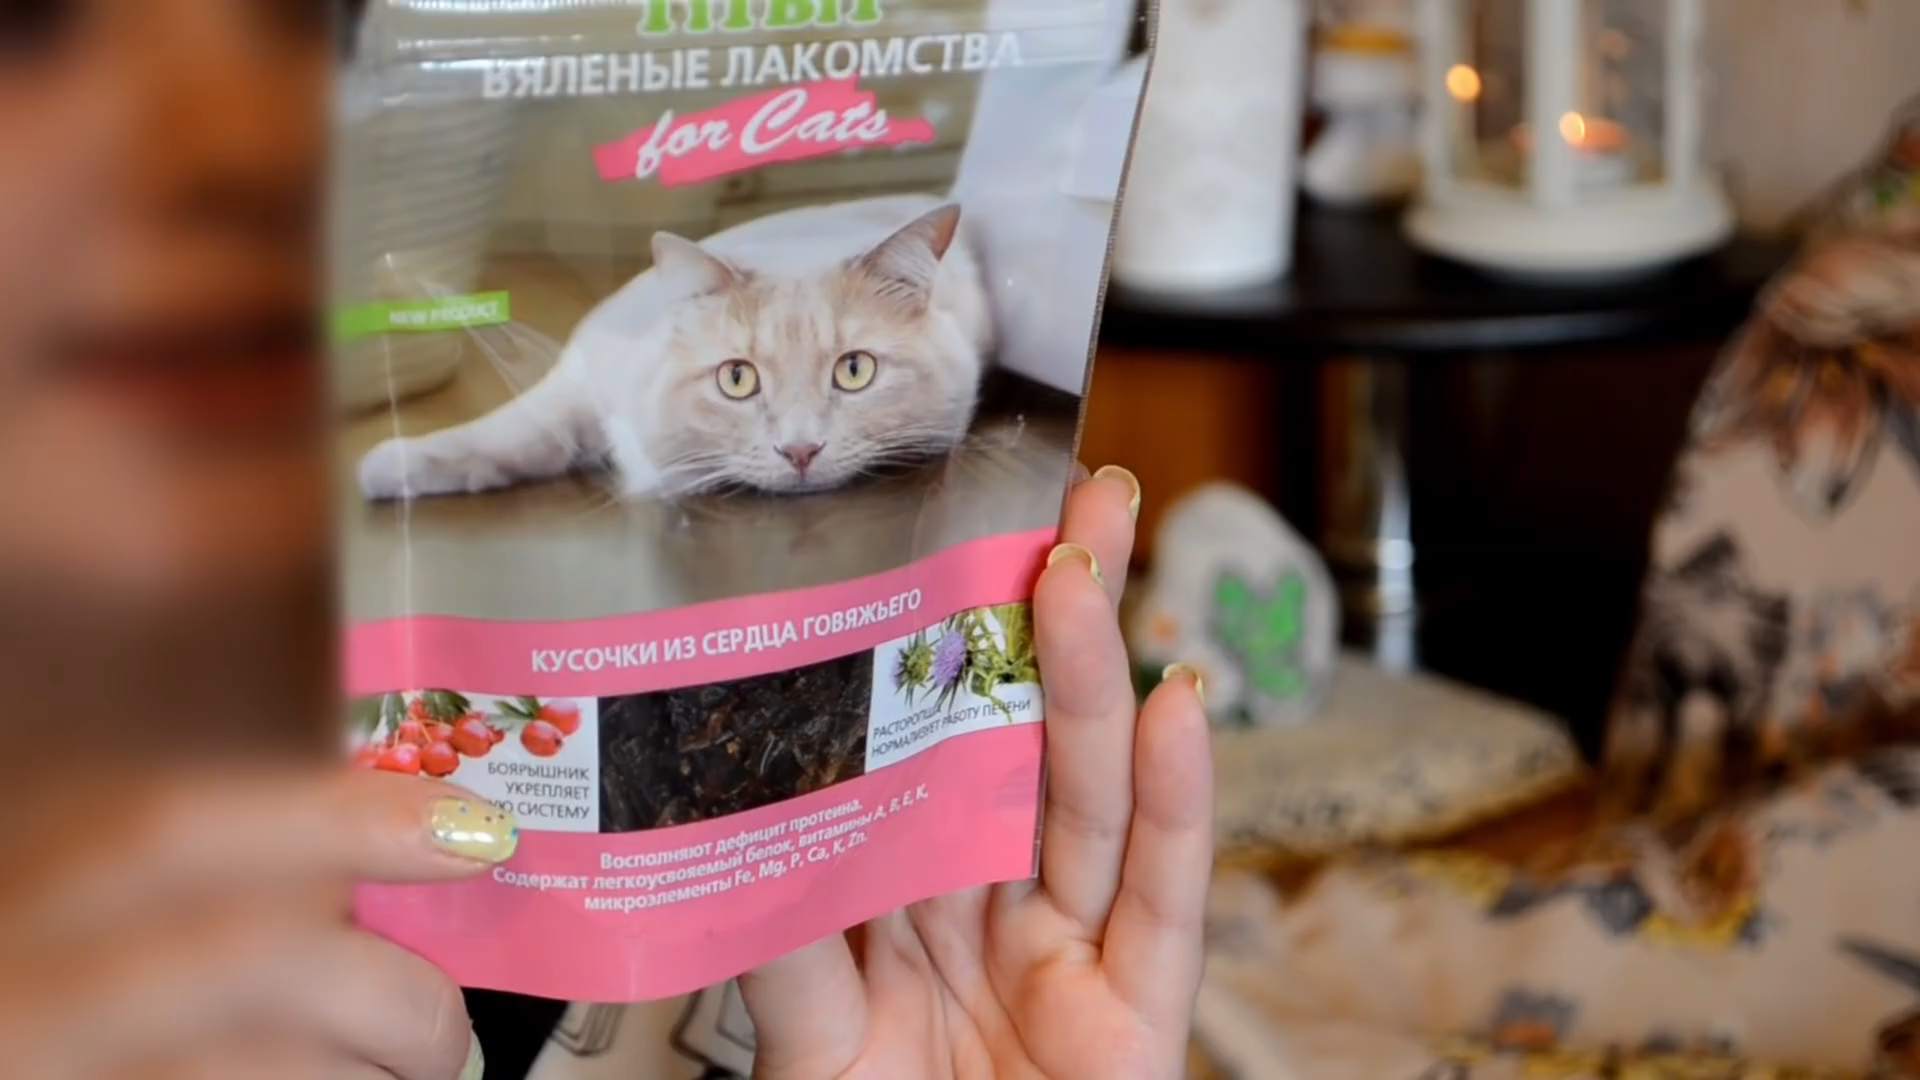 ВЯЛЕНЫЕ ЛАКОМСТВА
for Cats
NEW PRODUCT
КУСОЧКИ ИЗ СЕРДЦА ГОВЯЖЬЕГО
БОЯРЫШНИК
УКРЕПЛЯЕТ
СИСТЕМУ
РАСТОРОПША
НОРМАЛИЗУЕТ РАБОТУ ПЕЧЕНИ
Восполняют дефицит протеина.
Содержат легкоусвояемый белок, витамины А, В, Е, К,
микроэлементы Fe, Mg, P, Ca, K, Zn.